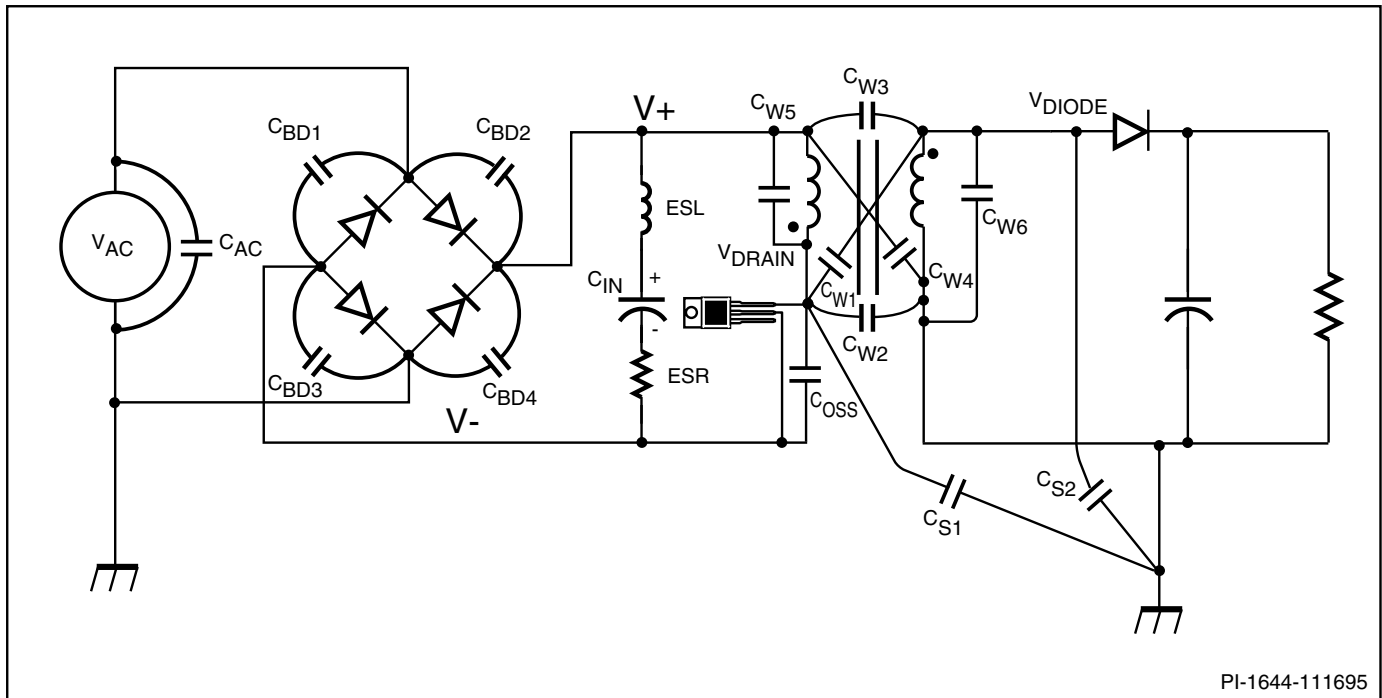 CW3
V+
CW5
VDIODE
CBD1
CBD2
ESL
CW6
VAC
CAC
VDRAIN
CIN
+
CW1
CW4
-
CW2
ESR
CBD3
CBD4
COSS
V-
CS2
CS1
PI-1644-111695